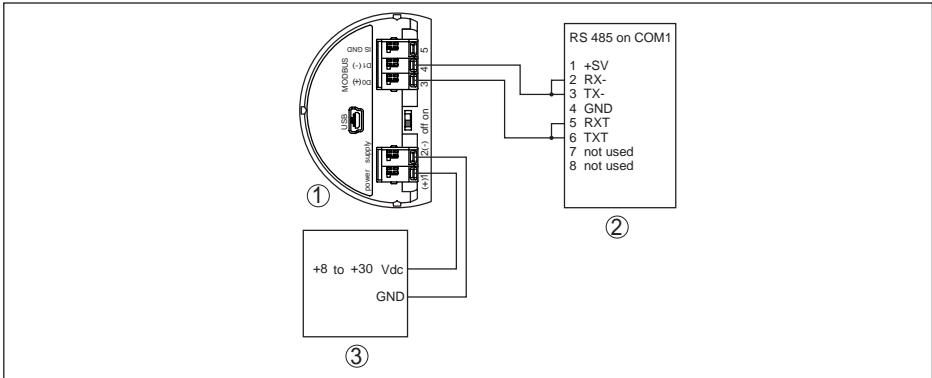 IS GND
(-) D1
(+) D0
MODBUS
USB
power supply
5
4
3
off on
2(-)
(+)1
1
RS 485 on COM1
1 +SV
2 RX-
3 TX-
4 GND
5 RXT
6 TXT
7 not used
8 not used
2
+8 to +30 Vdc
GND
3